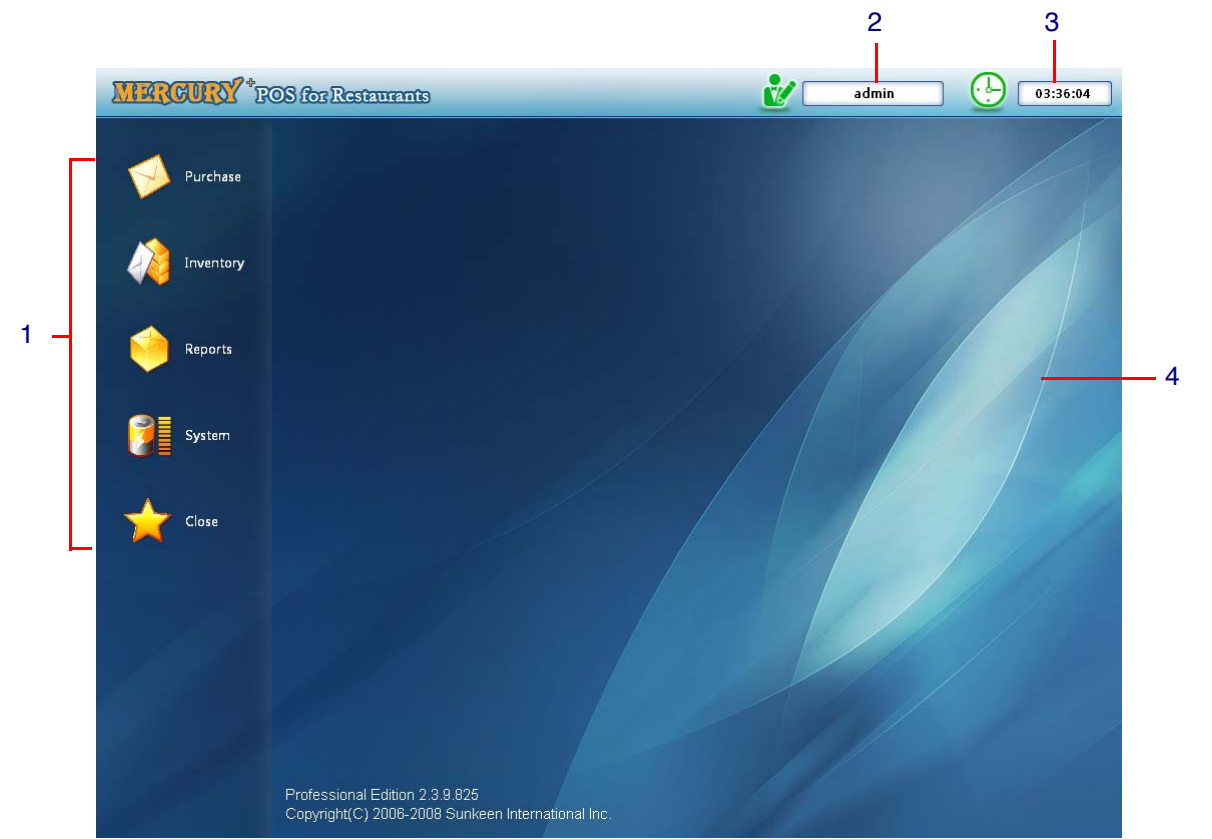 2
3
MERCURY+ POS for Restaurants
admin
03:36:04
Purchase
Inventory
1
Reports
4
System
Close
Professional Edition 2.3.9.825
Copyright(C) 2006-2008 Sunkeen International Inc.